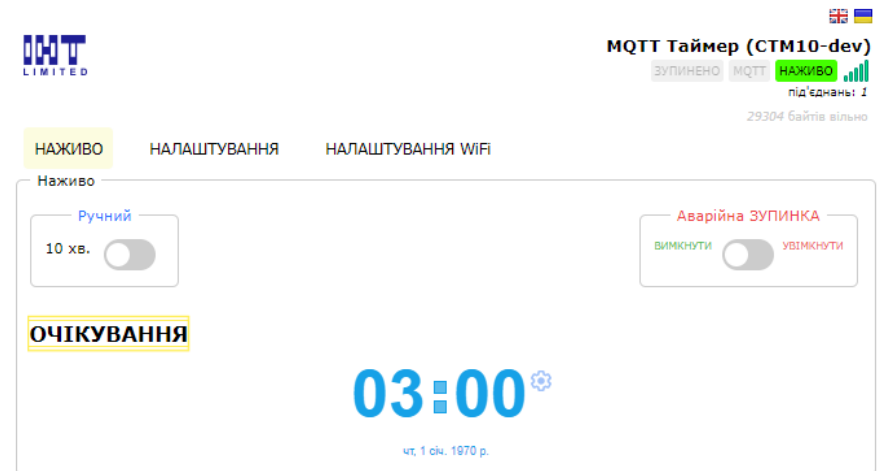 ІНТ
LIMITED
MQTT Таймер (CTM10-dev)
ЗУПИНЕНО MQTT НАЖИВО
під'єднань: 1
29304 байтів вільно
НАЖИВО НАЛАШТУВАННЯ НАЛАШТУВАННЯ WiFi
Наживо
Ручний
10 хв.
Аварійна ЗУПИНКА
ВИМКНУТИ УВІМКНУТИ
ОЧІКУВАННЯ
03:00
чт, 1 січ. 1970 р.